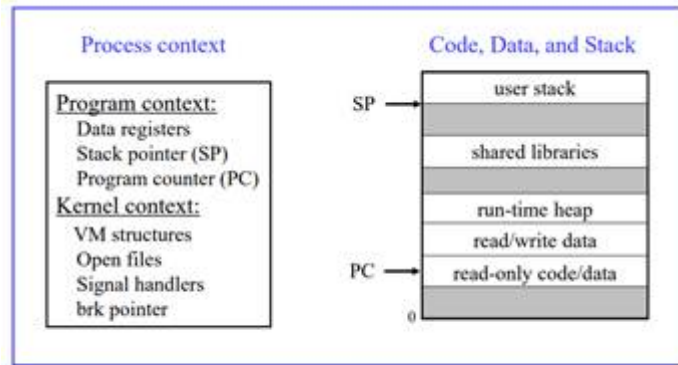 Process context
Program context:
Data registers
Stack pointer (SP)
Program counter (PC)
Kernel context:
VM structures
Open files
Signal handlers
brk pointer
Code, Data, and Stack
user stack
SP
shared libraries
run-time heap
read/write data
PC
read-only code/data
0